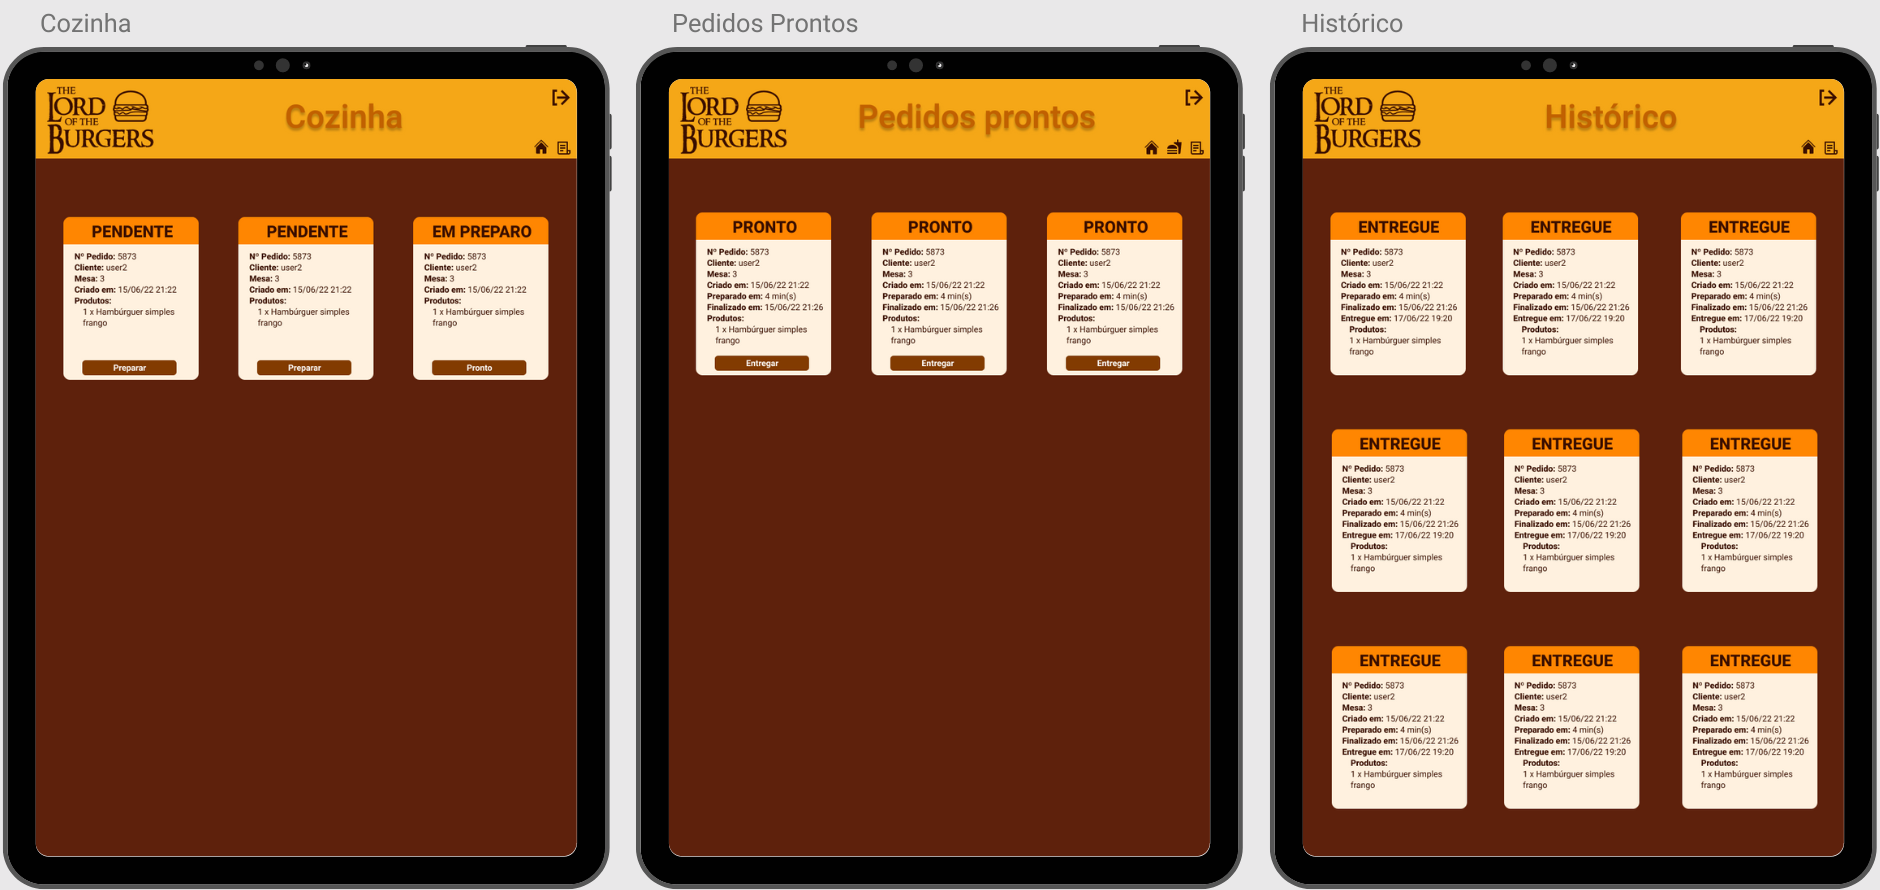 Cozinha
THE
LORD
OF THE
BURGERS
Cozinha
PENDENTE
Nº Pedido: 5873
Cliente: user2
Mesa: 3
Criado em: 15/06/22 21:22
Produtos:
1 x Hambúrguer simples
frango
Preparar
PENDENTE
Nº Pedido: 5873
Cliente: user2
Mesa: 3
Criado em: 15/06/22 21:22
Produtos:
1 x Hambúrguer simples
frango
Preparar
EM PREPARO
Nº Pedido: 5873
Cliente: user2
Mesa: 3
Criado em: 15/06/22 21:22
Produtos:
1 x Hambúrguer simples
frango
Pronto
Pedidos Prontos
THE
LORD
OF THE
BURGERS
Pedidos prontos
PRONTO
Nº Pedido: 5873
Cliente: user2
Mesa: 3
Criado em: 15/06/22 21:22
Preparado em: 4 min(s)
Finalizado em: 15/06/22 21:26
Produtos:
1 x Hambúrguer simples
frango
Entregar
PRONTO
Nº Pedido: 5873
Cliente: user2
Mesa: 3
Criado em: 15/06/22 21:22
Preparado em: 4 min(s)
Finalizado em: 15/06/22 21:26
Produtos:
1 x Hambúrguer simples
frango
Entregar
PRONTO
Nº Pedido: 5873
Cliente: user2
Mesa: 3
Criado em: 15/06/22 21:22
Preparado em: 4 min(s)
Finalizado em: 15/06/22 21:26
Produtos:
1 x Hambúrguer simples
frango
Entregar
Histórico
THE
LORD
OF THE
BURGERS
Histórico
ENTREGUE
Nº Pedido: 5873
Cliente: user2
Mesa: 3
Criado em: 15/06/22 21:22
Preparado em: 4 min(s)
Finalizado em: 15/06/22 21:26
Entregue em: 17/06/22 19:20
Produtos:
1 x Hambúrguer simples
frango
ENTREGUE
Nº Pedido: 5873
Cliente: user2
Mesa: 3
Criado em: 15/06/22 21:22
Preparado em: 4 min(s)
Finalizado em: 15/06/22 21:26
Entregue em: 17/06/22 19:20
Produtos:
1 x Hambúrguer simples
frango
ENTREGUE
Nº Pedido: 5873
Cliente: user2
Mesa: 3
Criado em: 15/06/22 21:22
Preparado em: 4 min(s)
Finalizado em: 15/06/22 21:26
Entregue em: 17/06/22 19:20
Produtos:
1 x Hambúrguer simples
frango
ENTREGUE
Nº Pedido: 5873
Cliente: user2
Mesa: 3
Criado em: 15/06/22 21:22
Preparado em: 4 min(s)
Finalizado em: 15/06/22 21:26
Entregue em: 17/06/22 19:20
Produtos:
1 x Hambúrguer simples
frango
ENTREGUE
Nº Pedido: 5873
Cliente: user2
Mesa: 3
Criado em: 15/06/22 21:22
Preparado em: 4 min(s)
Finalizado em: 15/06/22 21:26
Entregue em: 17/06/22 19:20
Produtos:
1 x Hambúrguer simples
frango
ENTREGUE
Nº Pedido: 5873
Cliente: user2
Mesa: 3
Criado em: 15/06/22 21:22
Preparado em: 4 min(s)
Finalizado em: 15/06/22 21:26
Entregue em: 17/06/22 19:20
Produtos:
1 x Hambúrguer simples
frango
ENTREGUE
Nº Pedido: 5873
Cliente: user2
Mesa: 3
Criado em: 15/06/22 21:22
Preparado em: 4 min(s)
Finalizado em: 15/06/22 21:26
Entregue em: 17/06/22 19:20
Produtos:
1 x Hambúrguer simples
frango
ENTREGUE
Nº Pedido: 5873
Cliente: user2
Mesa: 3
Criado em: 15/06/22 21:22
Preparado em: 4 min(s)
Finalizado em: 15/06/22 21:26
Entregue em: 17/06/22 19:20
Produtos:
1 x Hambúrguer simples
frango
ENTREGUE
Nº Pedido: 5873
Cliente: user2
Mesa: 3
Criado em: 15/06/22 21:22
Preparado em: 4 min(s)
Finalizado em: 15/06/22 21:26
Entregue em: 17/06/22 19:20
Produtos:
1 x Hambúrguer simples
frango